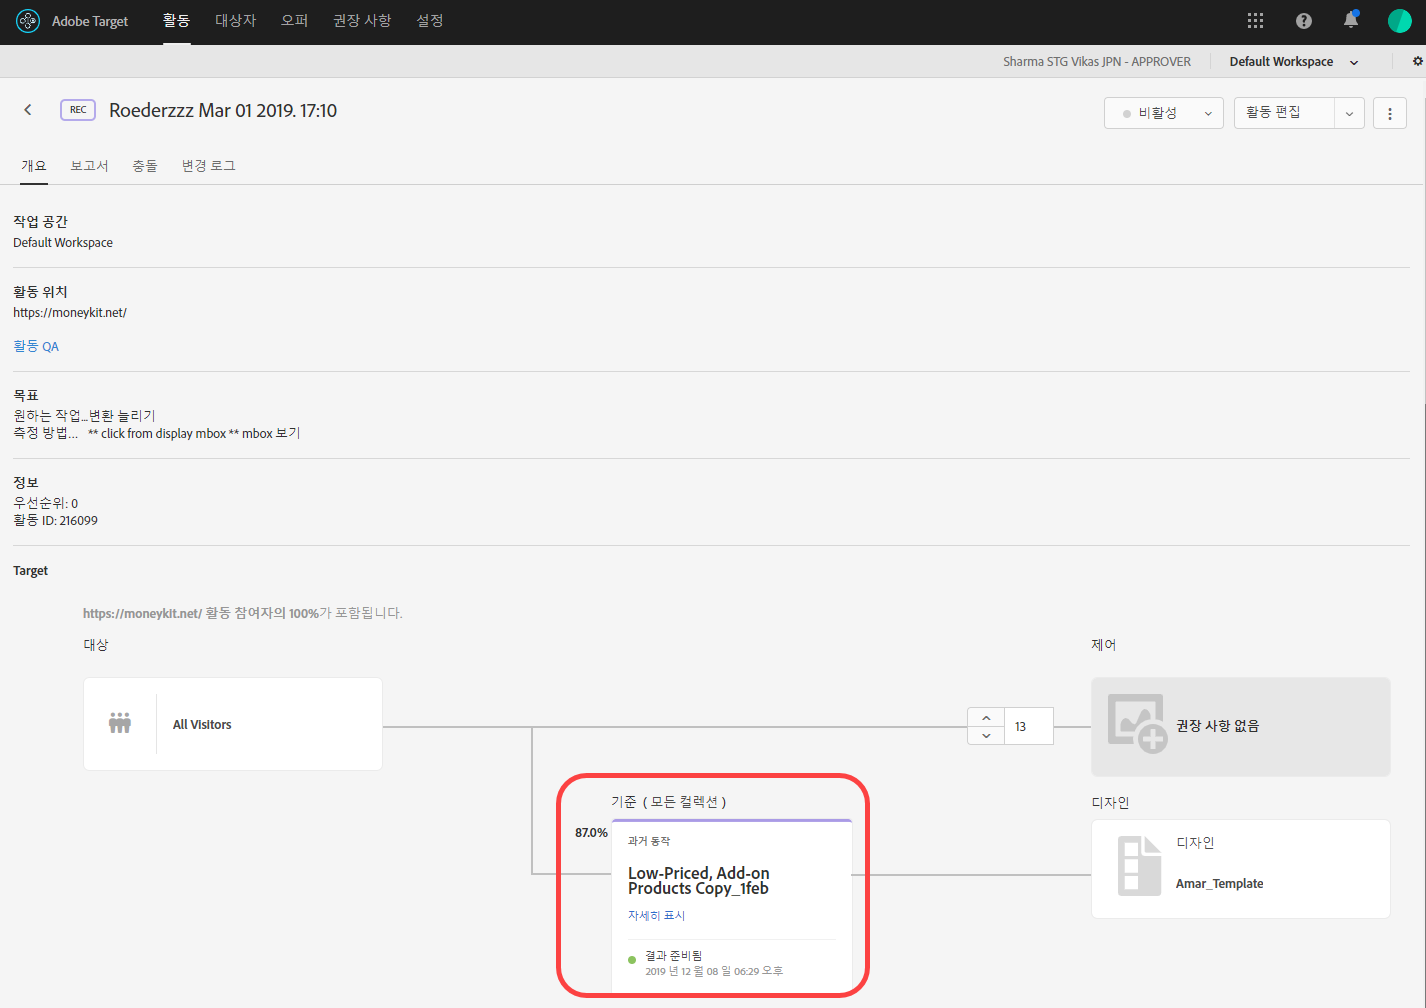 Adobe Target 활동 대상자 오퍼 권장 사항 설정
Sharma STG Vikas JPN - APPROVER Default Workspace
REC Roederzzz Mar 01 2019. 17:10 비활성 활동 편집
개요 보고서 충돌 변경 로그
작업 공간
Default Workspace
활동 위치
https://moneykit.net/
활동 QA
목표
원하는 작업...변환 늘리기
측정 방법... ** click from display mbox ** mbox 보기
정보
우선순위: 0
활동 ID: 216099
Target
https://moneykit.net/ 활동 참여자의 100%가 포함됩니다.
대상 제어
All Visitors 13 권장 사항 없음
기준 ( 모든 컬렉션 ) 디자인
87.0%
과거 동작 디자인
Low-Priced, Add-on
Products Copy_1feb
Amar_Template
자세히 표시
결과 준비됨
2019 년 12 월 08 일 06:29 오후